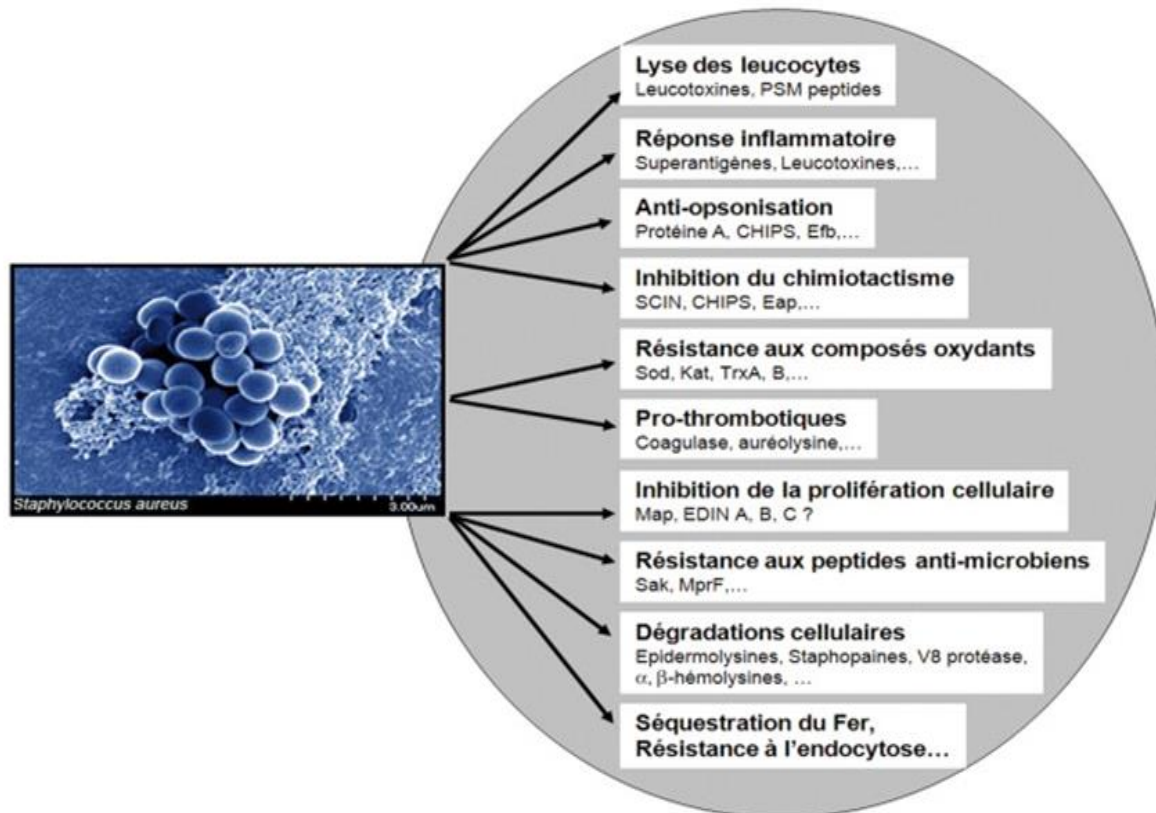 Lyse des leucocytes
Leucotoxines, PSM peptides
Réponse inflammatoire
Superantigènes, Leucotoxines,…
Anti-opsonisation
Protéine A, CHIPS, Efb,…
Inhibition du chimiotactisme
SCIN, CHIPS, Eap,…
Résistance aux composés oxydants
Sod, Kat, TrxA, B,…
Pro-thrombotiques
Coagulase, auréolysine,…
Staphylococcus aureus
3.00um
Inhibition de la prolifération cellulaire
Map, EDIN A, B, C ?
Résistance aux peptides anti-microbiens
Sak, MprF,…
Dégradations cellulaires
Epidermolysines, Staphopaines, V8 protéase,
α, β-hémolysines, …
Séquestration du Fer,
Résistance à l’endocytose…